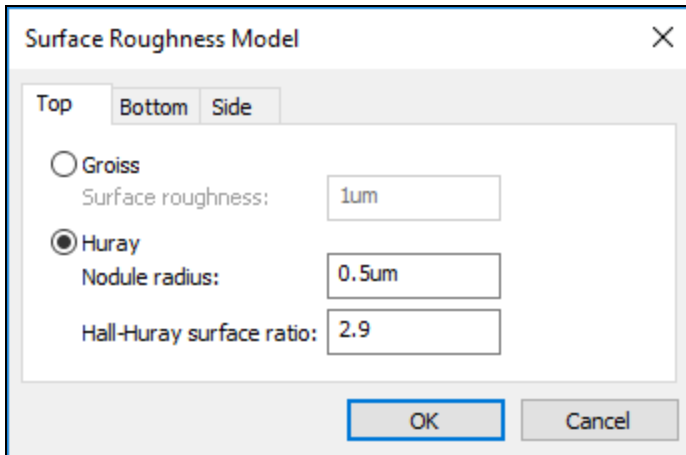 Surface Roughness Model
Top Bottom Side
Groiss
Surface roughness: 1um
Huray
Nodule radius: 0.5um
Hall-Huray surface ratio: 2.9
OK Cancel